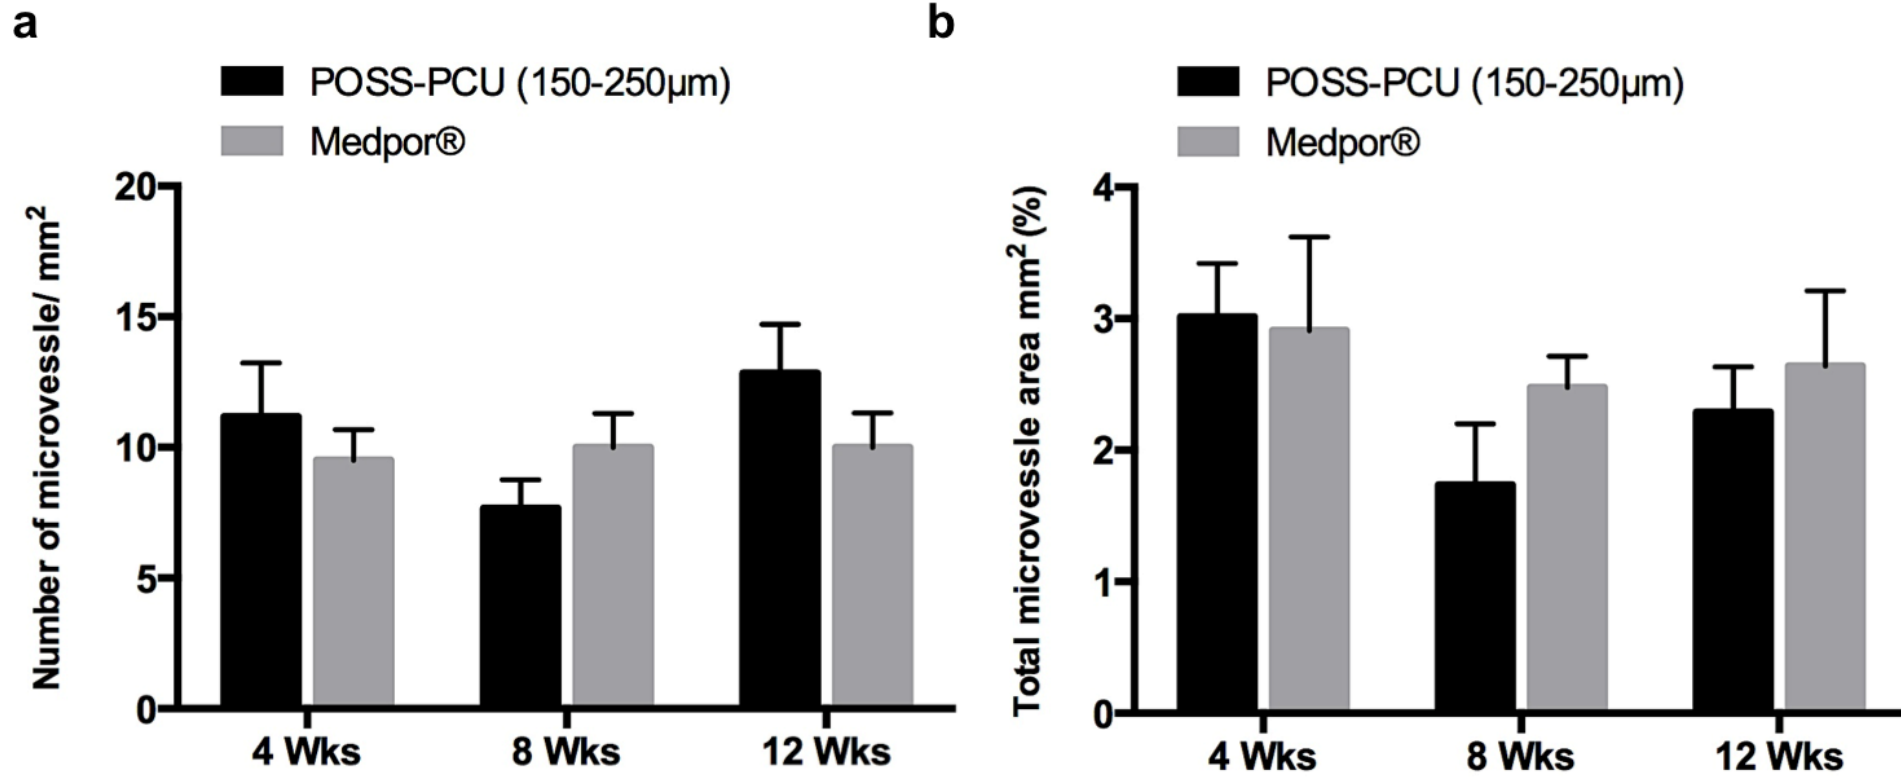 a
POSS-PCU (150-250µm)
Medpor®
Number of microvessle/ mm²
20
15
10
5
0
4 Wks
8 Wks
12 Wks
b
POSS-PCU (150-250µm)
Medpor®
Total microvessle area mm² (%)
4
3
2
1
0
4 Wks
8 Wks
12 Wks